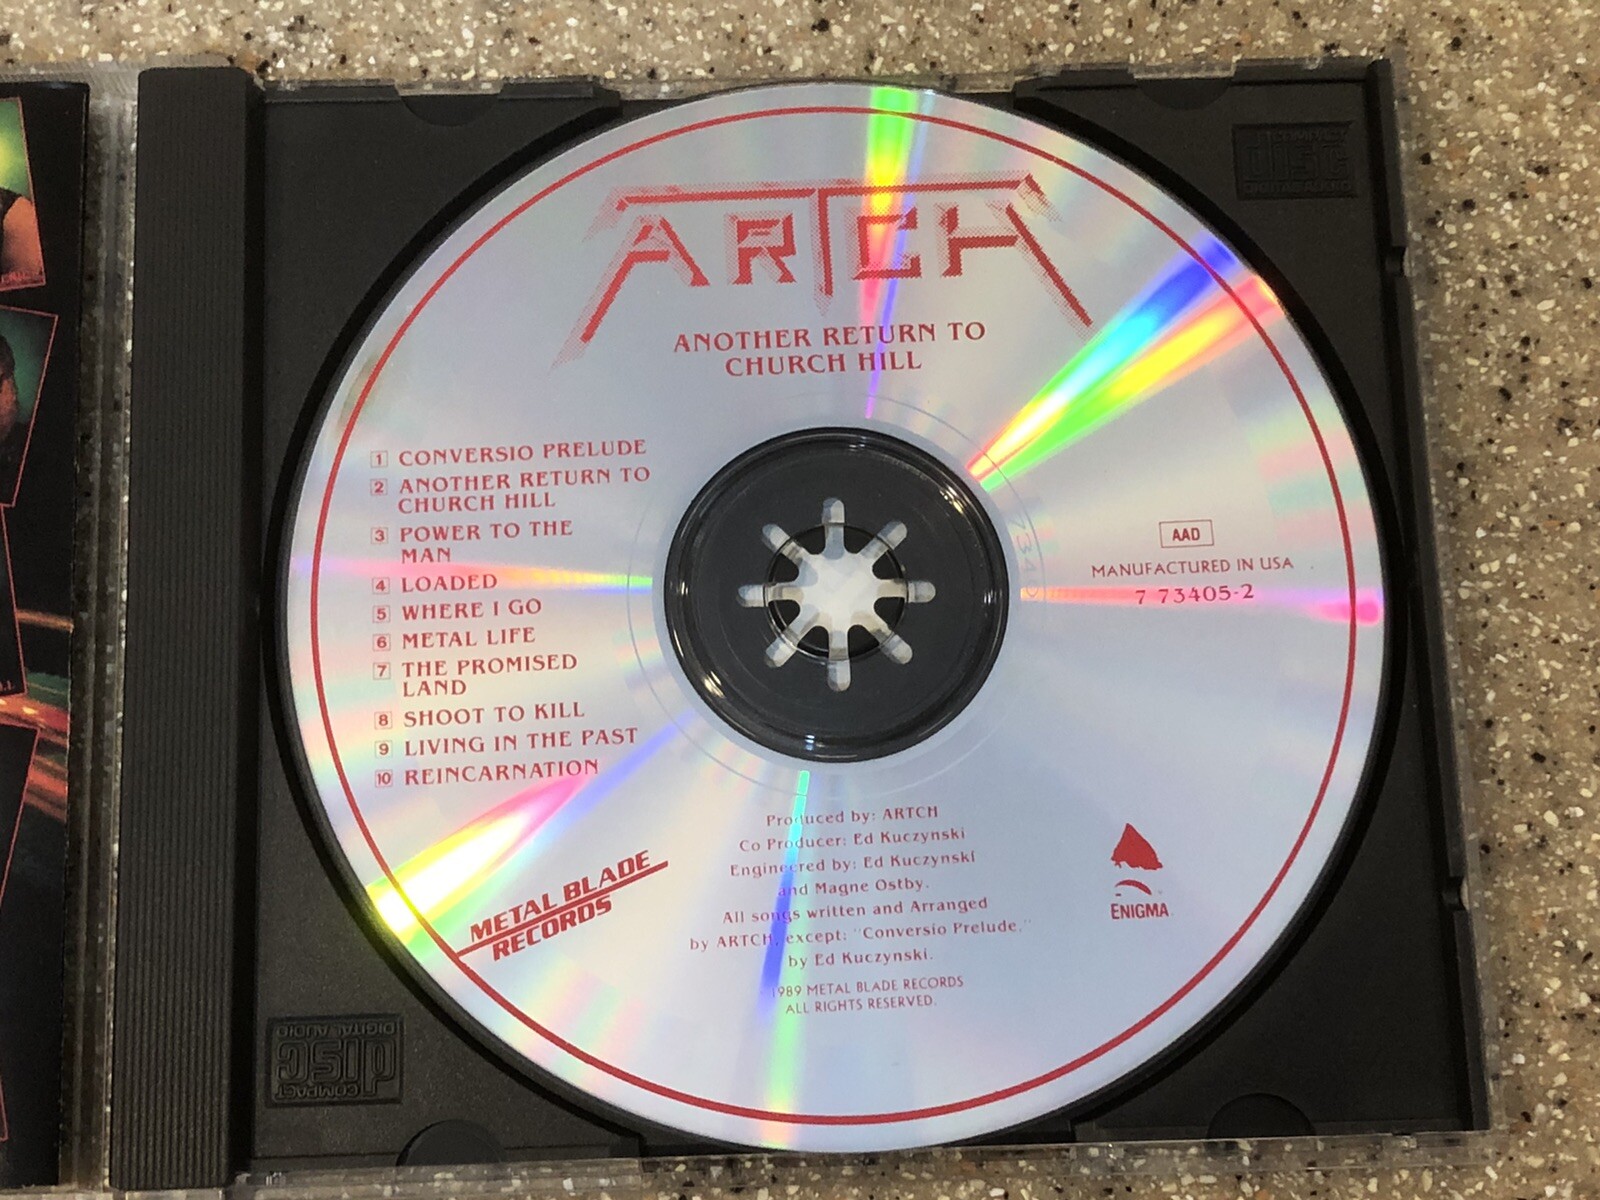 ARTCH
ANOTHER RETURN TO
CHURCH HILL
1 CONVERSIO PRELUDE
2 ANOTHER RETURN TO
CHURCH HILL
3 POWER TO THE
MAN
4 LOADED
5 WHERE I GO
6 METAL LIFE
7 THE PROMISED
LAND
8 SHOOT TO KILL
9 LIVING IN THE PAST
10 REINCARNATION
AAD
MANUFACTURED IN USA
7 73405-2
METAL BLADE
RECORDS
Produced by: ARTCH
Co Producer: Ed Kuczynski
Engineered by: Ed Kuczynski
and Magne Ostby.
All songs written and Arranged
by ARTCH, except: "Conversio Prelude,"
by Ed Kuczynski.
1989 METAL BLADE RECORDS
ALL RIGHTS RESERVED.
ENIGMA
COMPACT
disc
DIGITAL AUDIO
COMPACT
disc
DIGITAL AUDIO